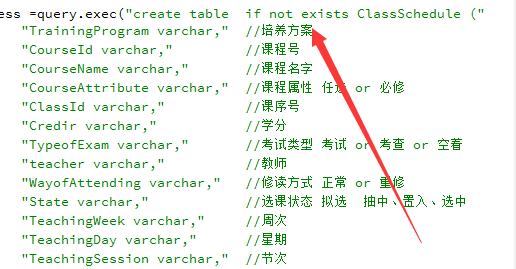 ess =query.exec("create table  if not exists ClassSchedule ("
"TrainingProgram varchar," //培养方案
"CourseId varchar," //课程号
"CourseName varchar," //课程名字
"CourseAttribute varchar," //课程属性 任选 or 必修
"ClassId varchar," //课序号
"Credir varchar," //学分
"TypeofExam varchar," //考试类型 考试 or 考查 or 空着
"teacher varchar," //教师
"WayofAttending varchar," //修读方式 正常 or 重修
"State varchar," //选课状态 拟选  抽中、置入、选中
"TeachingWeek varchar," //周次
"TeachingDay varchar," //星期
"TeachingSession varchar," //节次